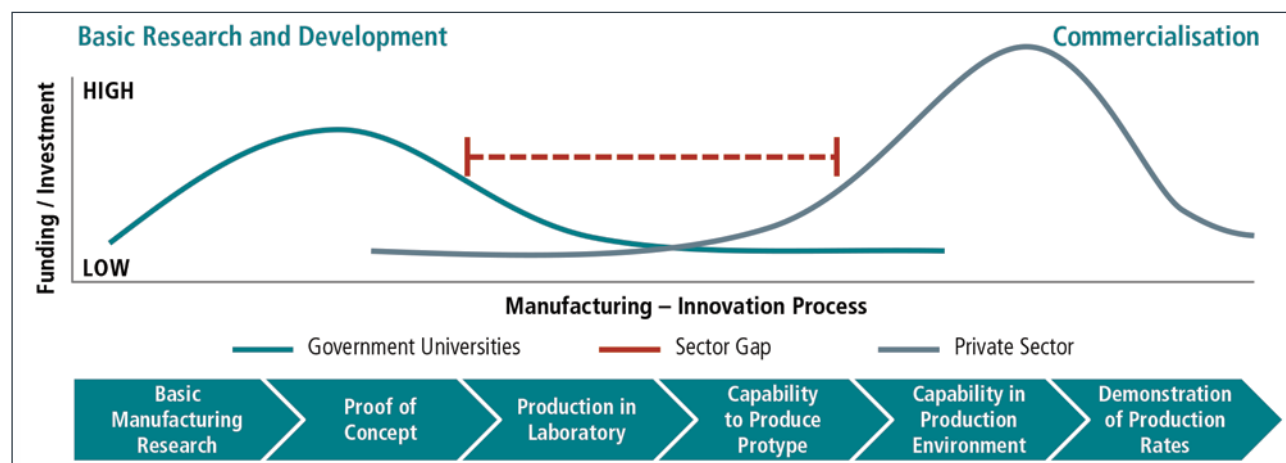 Basic Research and Development
Commercialisation
Funding / Investment
HIGH
LOW
Manufacturing – Innovation Process
Government Universities
Sector Gap
Private Sector
Basic
Manufacturing
Research
Proof of
Concept
Production in
Laboratory
Capability
to Produce
Protype
Capability in
Production
Environment
Demonstration
of Production
Rates